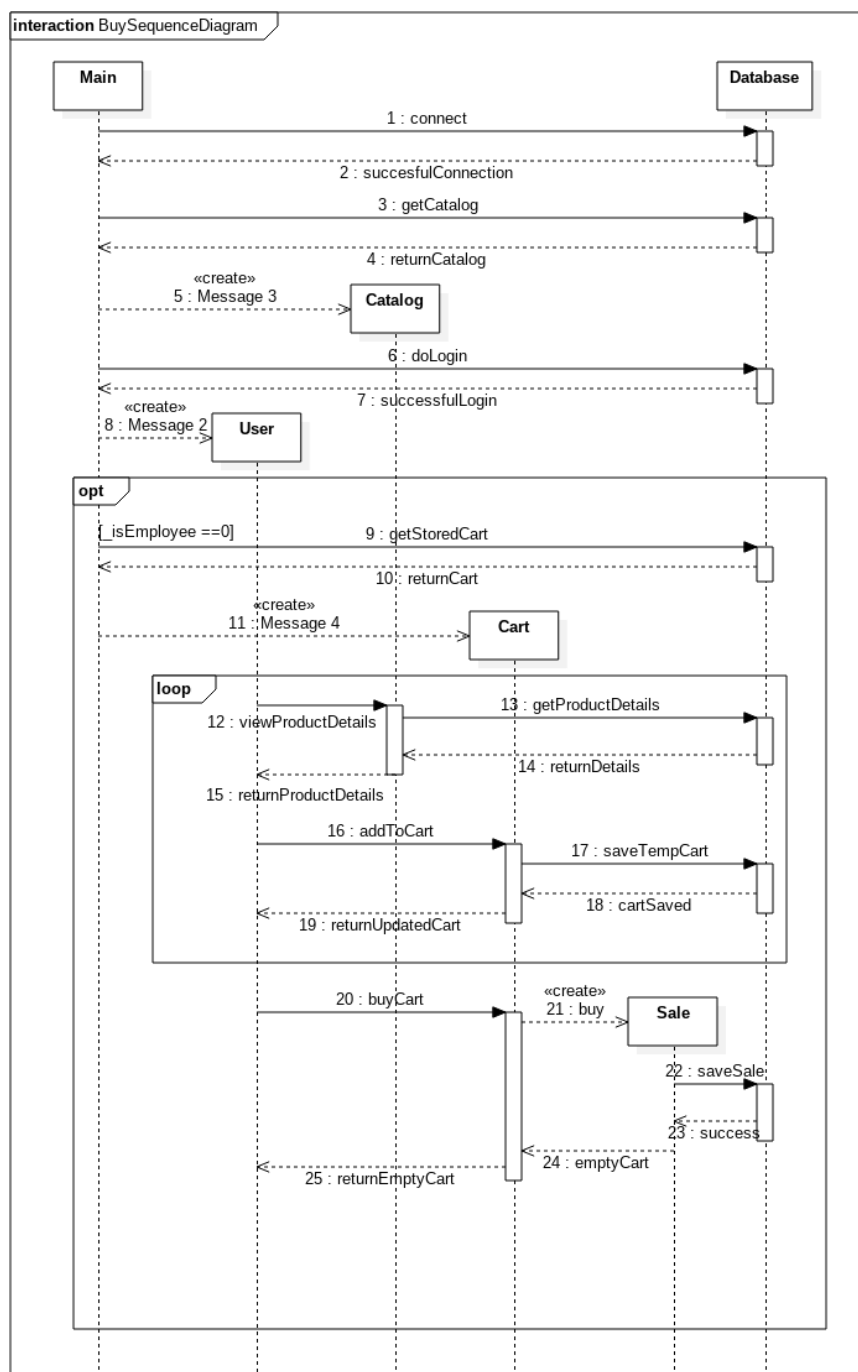 interaction BuySequenceDiagram
Main
Database
1 : connect
2 : succesfulConnection
3 : getCatalog
4 : returnCatalog
«create»
5 : Message 3
Catalog
6 : doLogin
7 : successfulLogin
«create»
8 : Message 2
User
opt
[_isEmployee ==0]
9 : getStoredCart
10 : returnCart
«create»
11 : Message 4
Cart
loop
12 : viewProductDetails
13 : getProductDetails
14 : returnDetails
15 : returnProductDetails
16 : addToCart
17 : saveTempCart
18 : cartSaved
19 : returnUpdatedCart
20 : buyCart
«create»
21 : buy
Sale
22 : saveSale
23 : success
24 : emptyCart
25 : returnEmptyCart